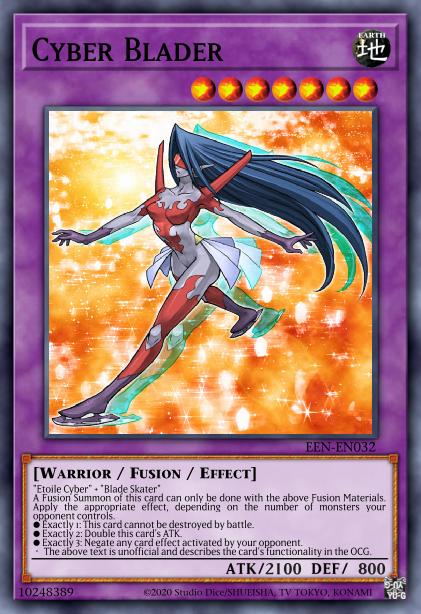 CYBER BLADER
EARTH
地
EEN-EN032
[WARRIOR / FUSION / EFFECT]
"Etoile Cyber" + "Blade Skater"
A Fusion Summon of this card can only be done with the above Fusion Materials.
Apply the appropriate effect, depending on the number of monsters your
opponent controls.
●Exactly 1: This card cannot be destroyed by battle.
●Exactly 2: Double this card's ATK.
●Exactly 3: Negate any card effect activated by your opponent.
· The above text is unofficial and describes the card's functionality in the OCG.
ATK/2100 DEF/ 800
10248389
©2020 Studio Dice/SHUEISHA, TV TOKYO, KONAMI